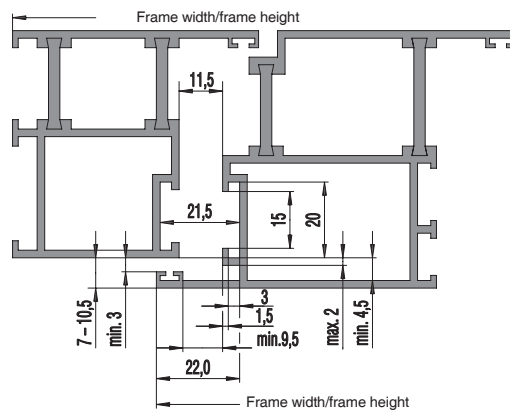 Frame width/frame height
11,5
21,5
15
20
7 – 10,5
min. 3
3
1,5
min.9,5
max. 2
min. 4,5
22,0
Frame width/frame height